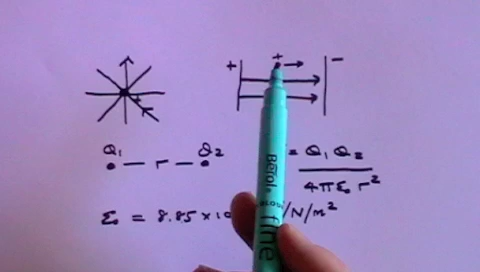 + + −
Q₁ — r — Q₂ = Q₁ Q₂
4πε₀ r²
ε₀ = 8.85 × 10 /N/m²
Berol
fine